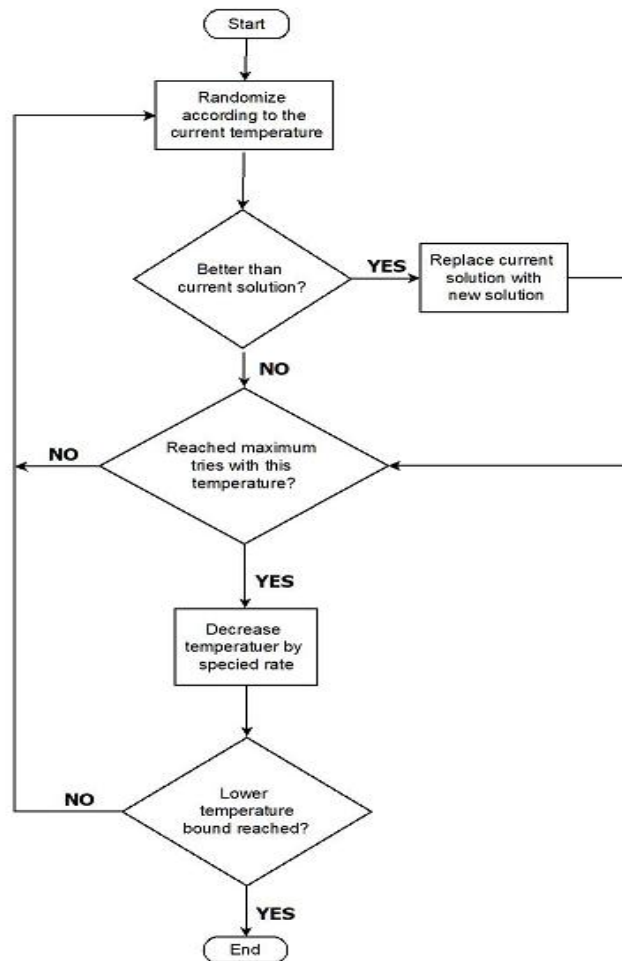 Start
Randomize
according to the
current temperature
Better than
current solution?
YES
Replace current
solution with
new solution
NO
Reached maximum
tries with this
temperature?
NO
YES
Decrease
temperatuer by
specied rate
Lower
temperature
bound reached?
NO
YES
End